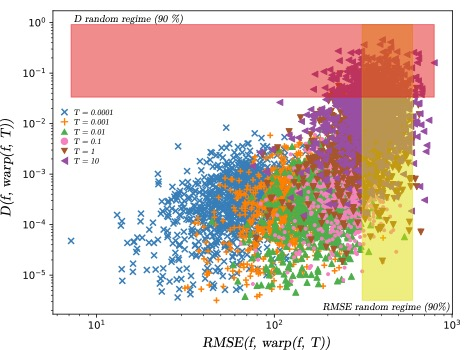 D random regime (90 %)
10⁰
10⁻¹
10⁻²
10⁻³
10⁻⁴
10⁻⁵
D(f, warp(f, T))
T = 0.0001
T = 0.001
T = 0.01
T = 0.1
T = 1
T = 10
RMSE random regime (90%)
10¹
10²
10³
RMSE(f, warp(f, T))